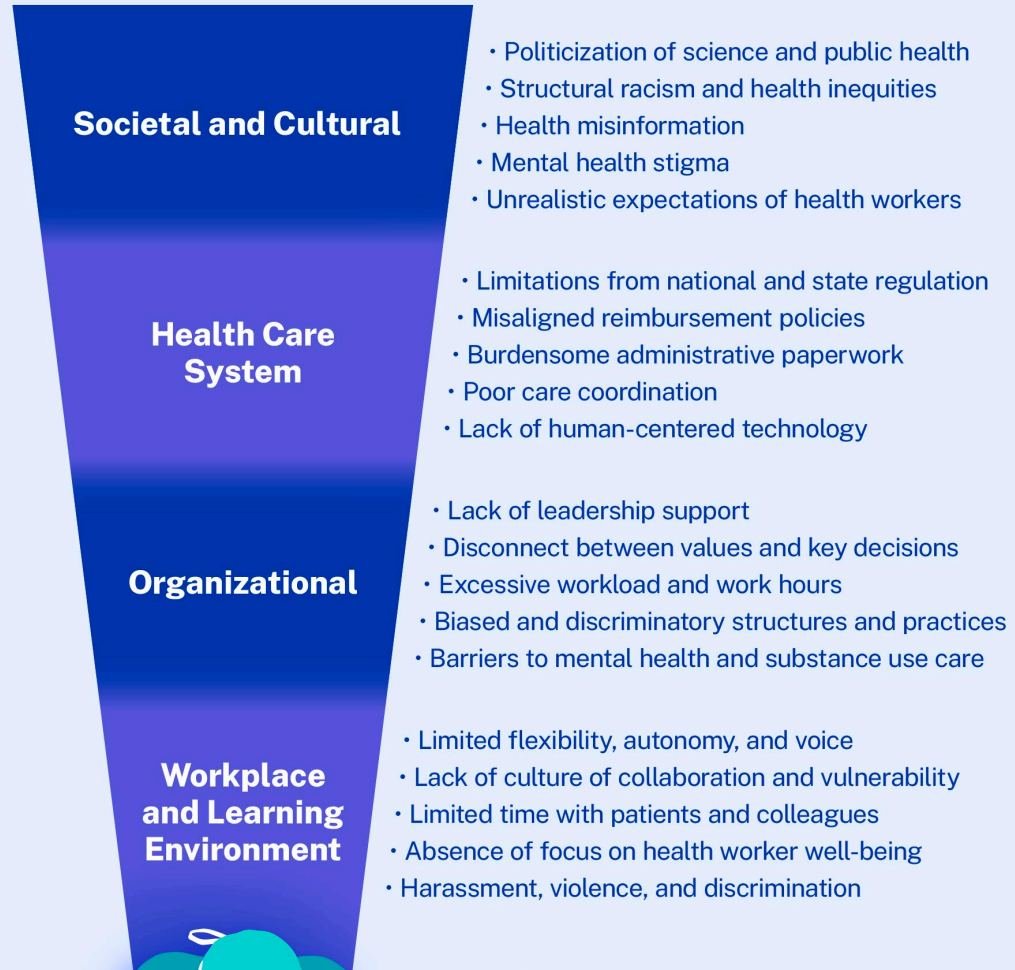 Societal and Cultural
• Politicization of science and public health
• Structural racism and health inequities
• Health misinformation
• Mental health stigma
• Unrealistic expectations of health workers
Health Care
System
• Limitations from national and state regulation
• Misaligned reimbursement policies
• Burdensome administrative paperwork
• Poor care coordination
• Lack of human-centered technology
Organizational
• Lack of leadership support
• Disconnect between values and key decisions
• Excessive workload and work hours
• Biased and discriminatory structures and practices
• Barriers to mental health and substance use care
Workplace
and Learning
Environment
• Limited flexibility, autonomy, and voice
• Lack of culture of collaboration and vulnerability
• Limited time with patients and colleagues
• Absence of focus on health worker well-being
• Harassment, violence, and discrimination